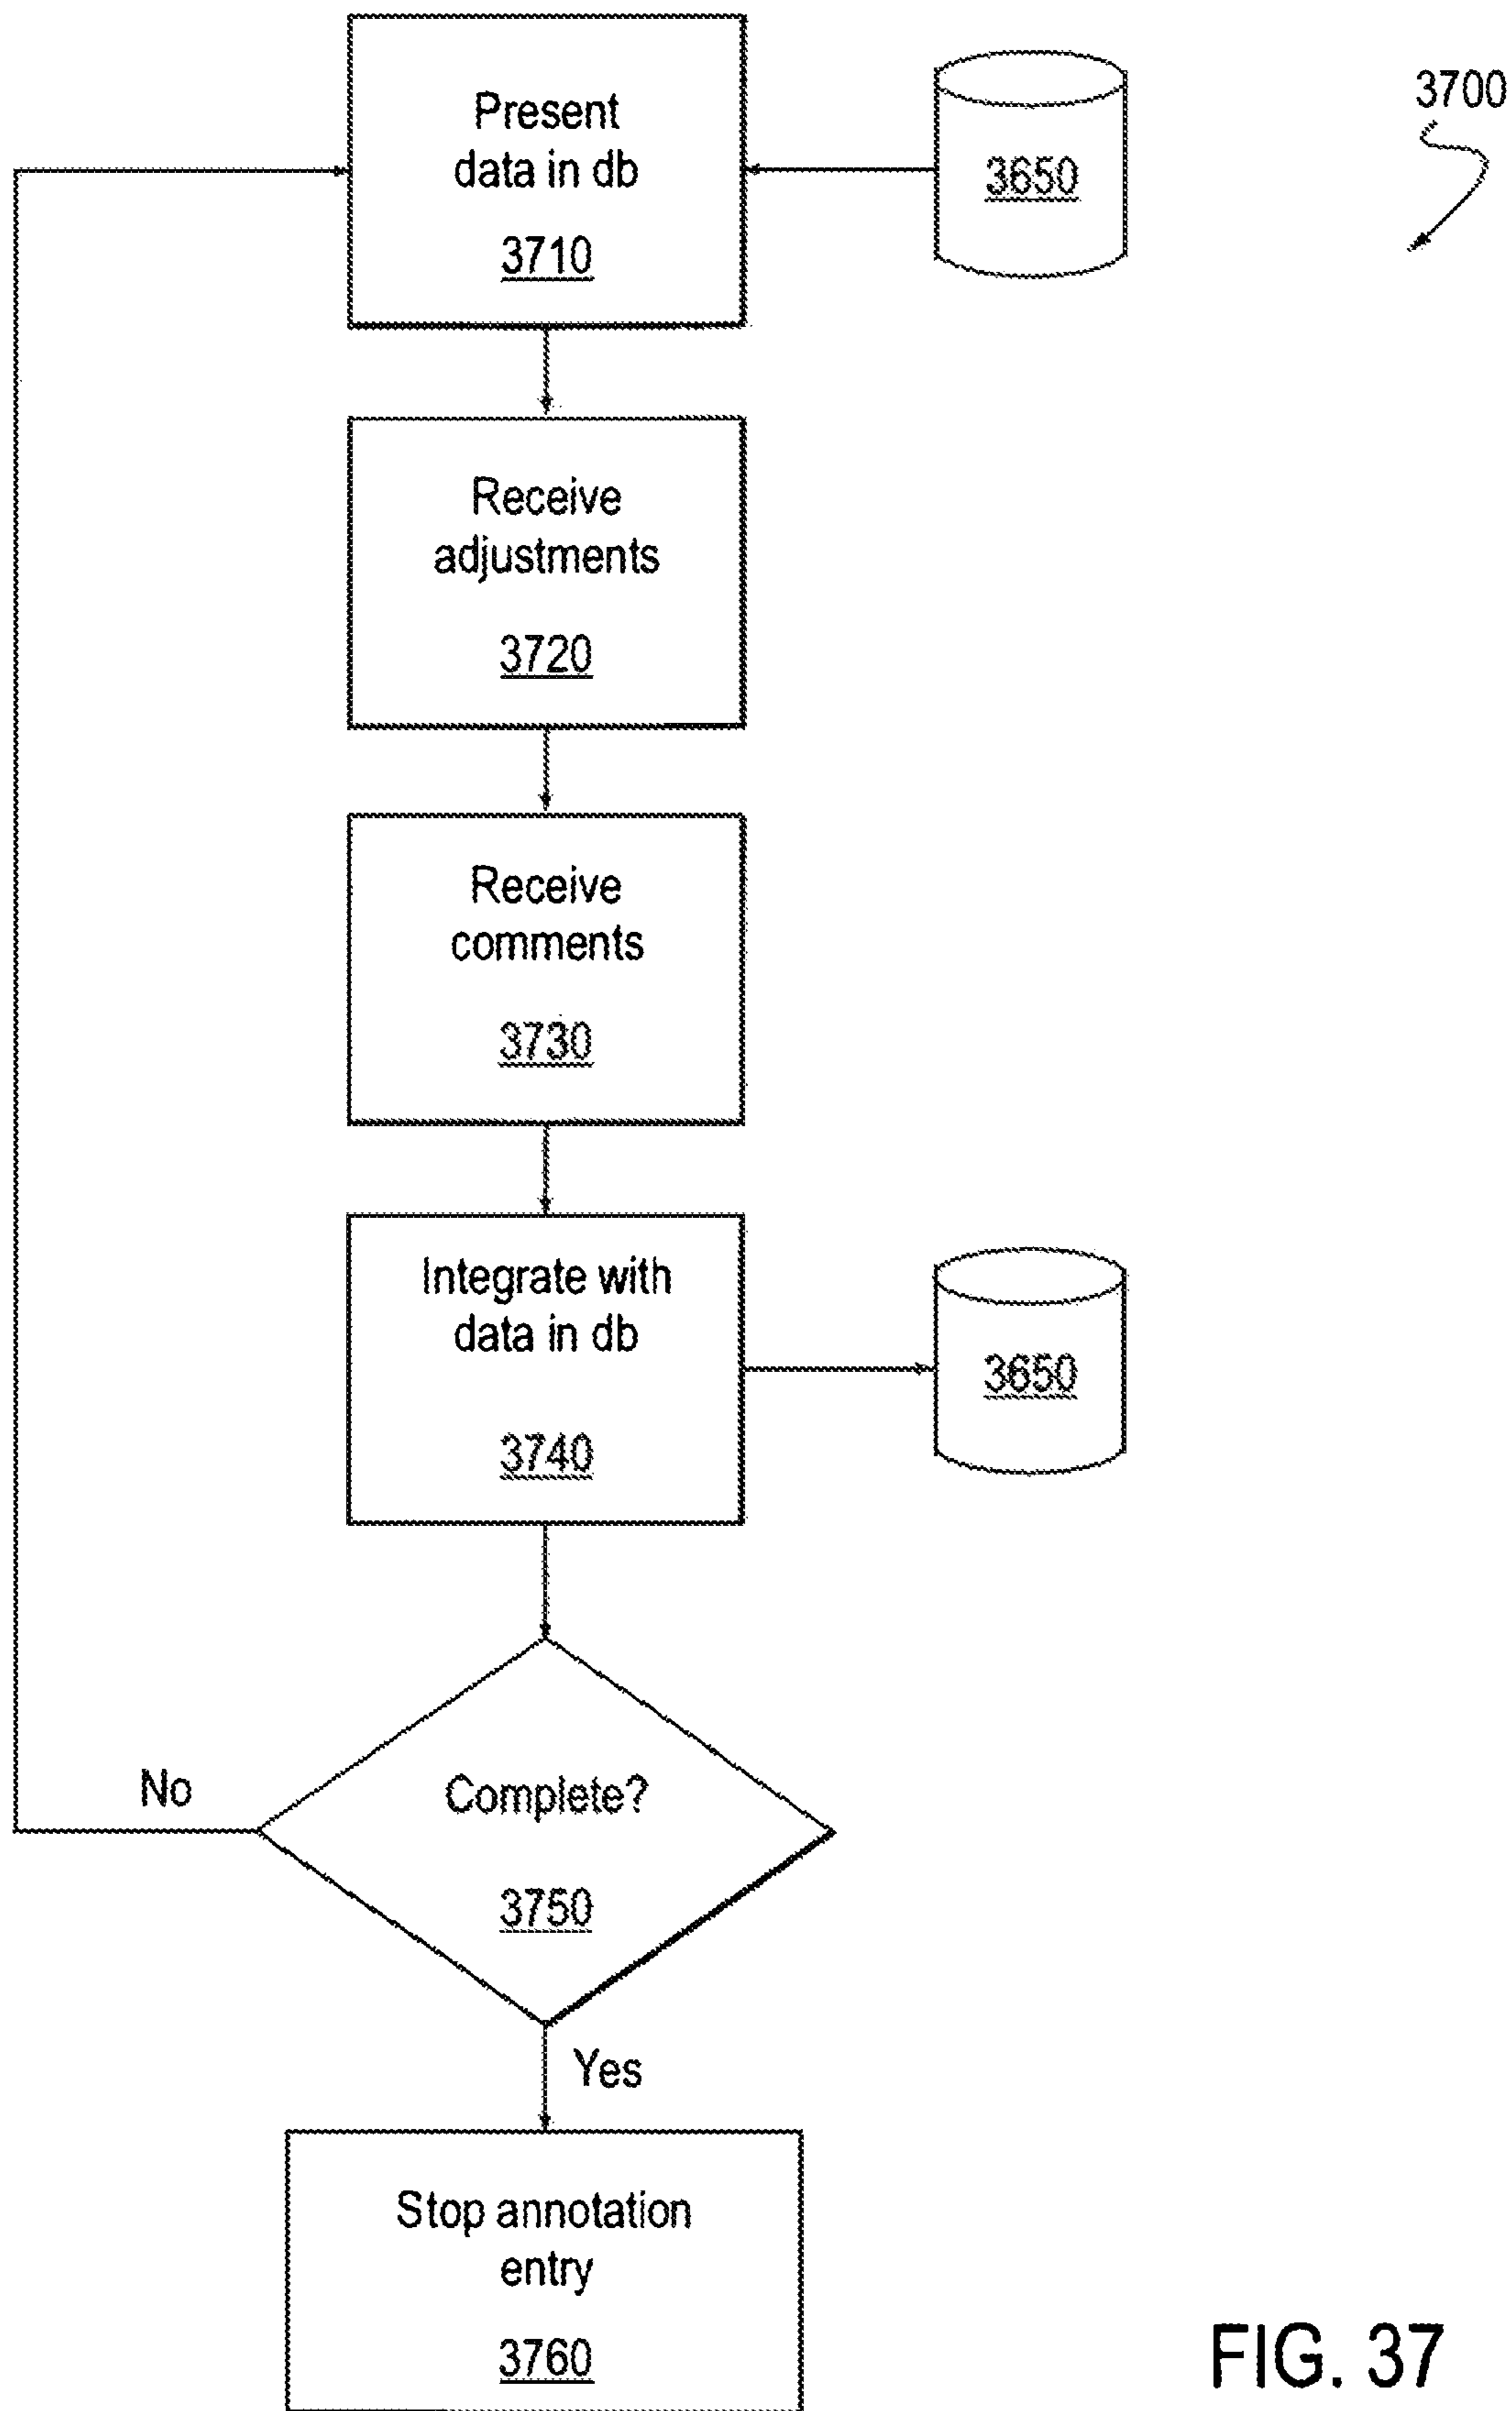 3700
Present
data in db
3710
3650
Receive
adjustments
3720
Receive
comments
3730
Integrate with
data in db
3740
3650
Complete?
3750
No
Yes
Stop annotation
entry
3760
FIG. 37